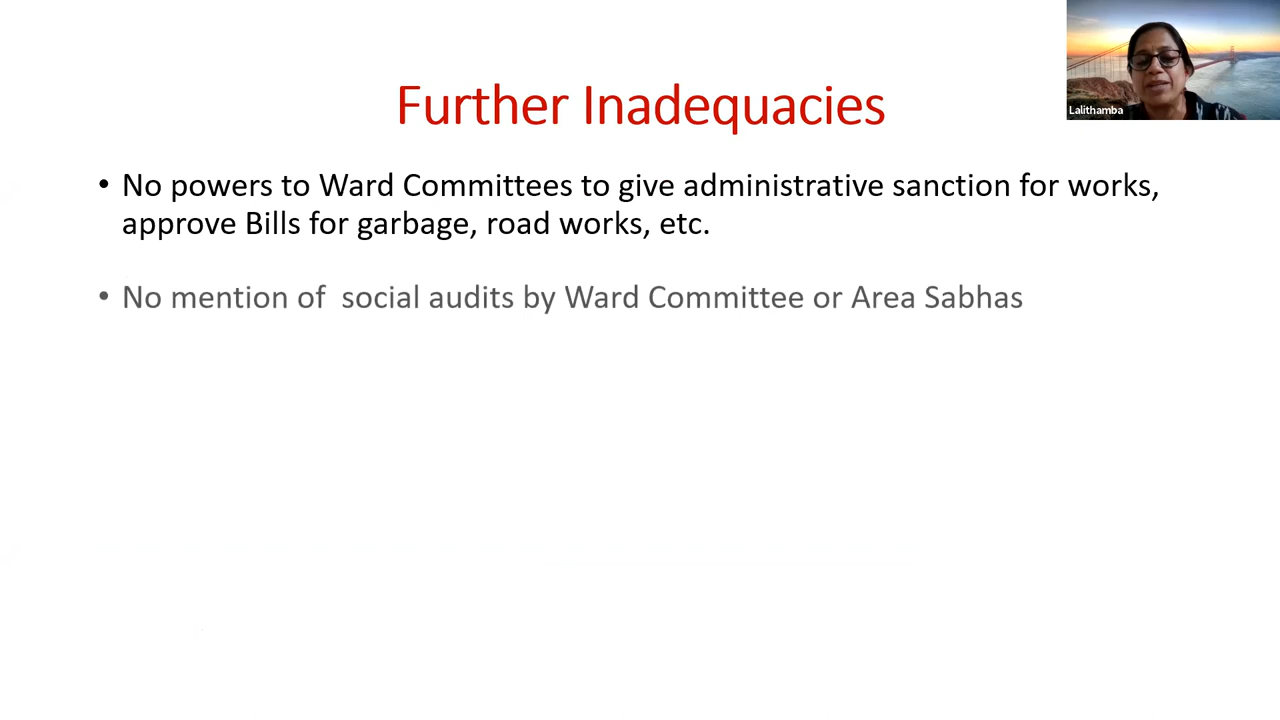 Lalithamba
Further Inadequacies
• No powers to Ward Committees to give administrative sanction for works,
approve Bills for garbage, road works, etc.
• No mention of  social audits by Ward Committee or Area Sabhas